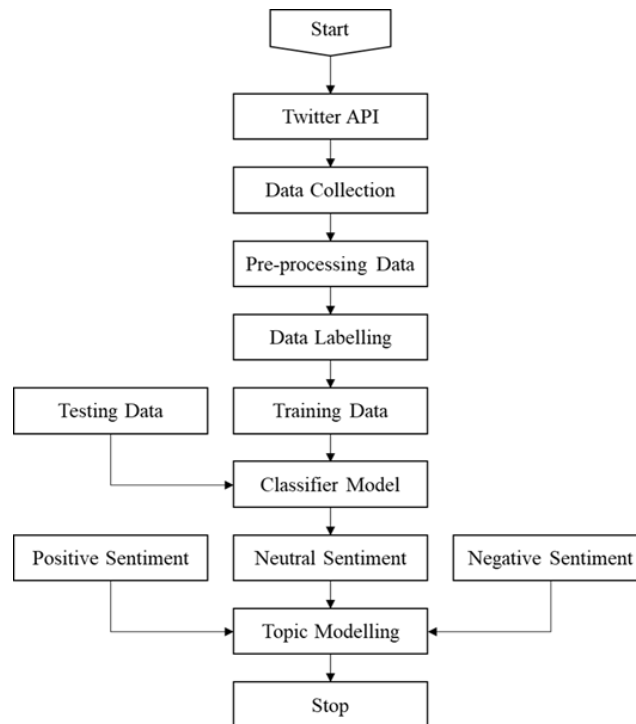 Start
Twitter API
Data Collection
Pre-processing Data
Data Labelling
Testing Data
Training Data
Classifier Model
Positive Sentiment
Neutral Sentiment
Negative Sentiment
Topic Modelling
Stop